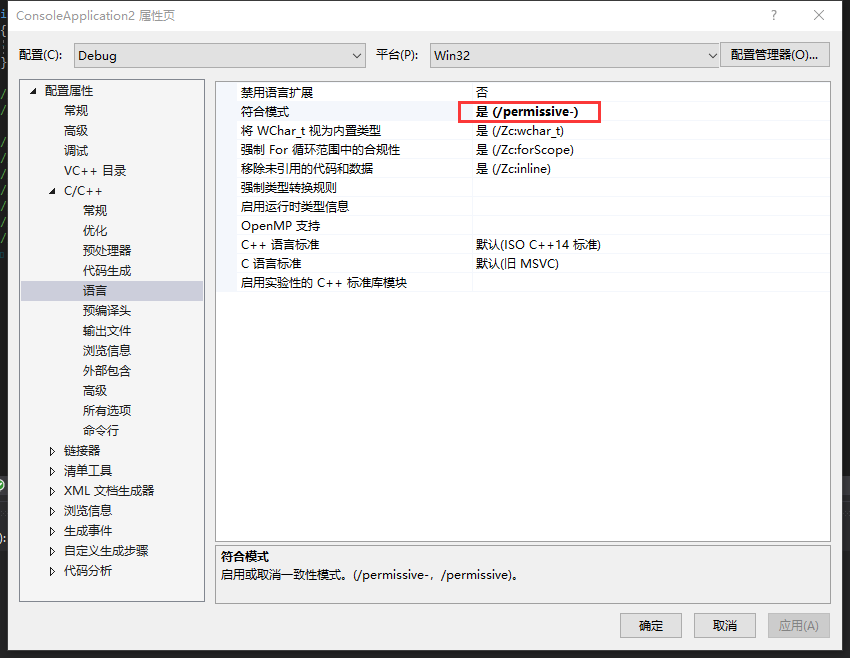 ConsoleApplication2 属性页
配置(C): Debug 平台(P): Win32 配置管理器(O)...
配置属性
常规
高级
调试
VC++ 目录
C/C++
常规
优化
预处理器
代码生成
语言
预编译头
输出文件
浏览信息
外部包含
高级
所有选项
命令行
链接器
清单工具
XML 文档生成器
浏览信息
生成事件
自定义生成步骤
代码分析
禁用语言扩展 否
符合模式 是 (/permissive-)
将 WChar_t 视为内置类型 是 (/Zc:wchar_t)
强制 For 循环范围中的合规性 是 (/Zc:forScope)
移除未引用的代码和数据 是 (/Zc:inline)
强制类型转换规则
启用运行时类型信息
OpenMP 支持
C++ 语言标准 默认(ISO C++14 标准)
C 语言标准 默认(旧 MSVC)
启用实验性的 C++ 标准库模块
符合模式
启用或取消一致性模式。(/permissive-，/permissive)。
确定 取消 应用(A)